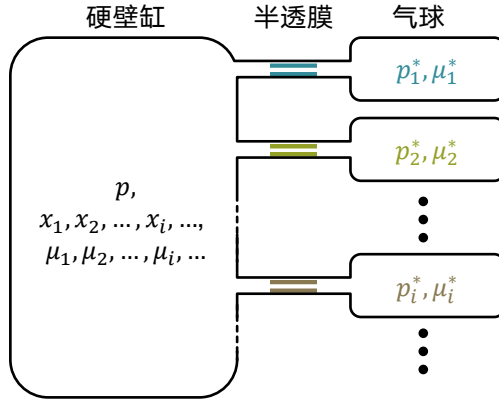 硬壁缸 半透膜 气球
p,
x₁, x₂, … , xᵢ, …,
μ₁, μ₂, … , μᵢ, …
p₁*, μ₁*
p₂*, μ₂*
pᵢ*, μᵢ*